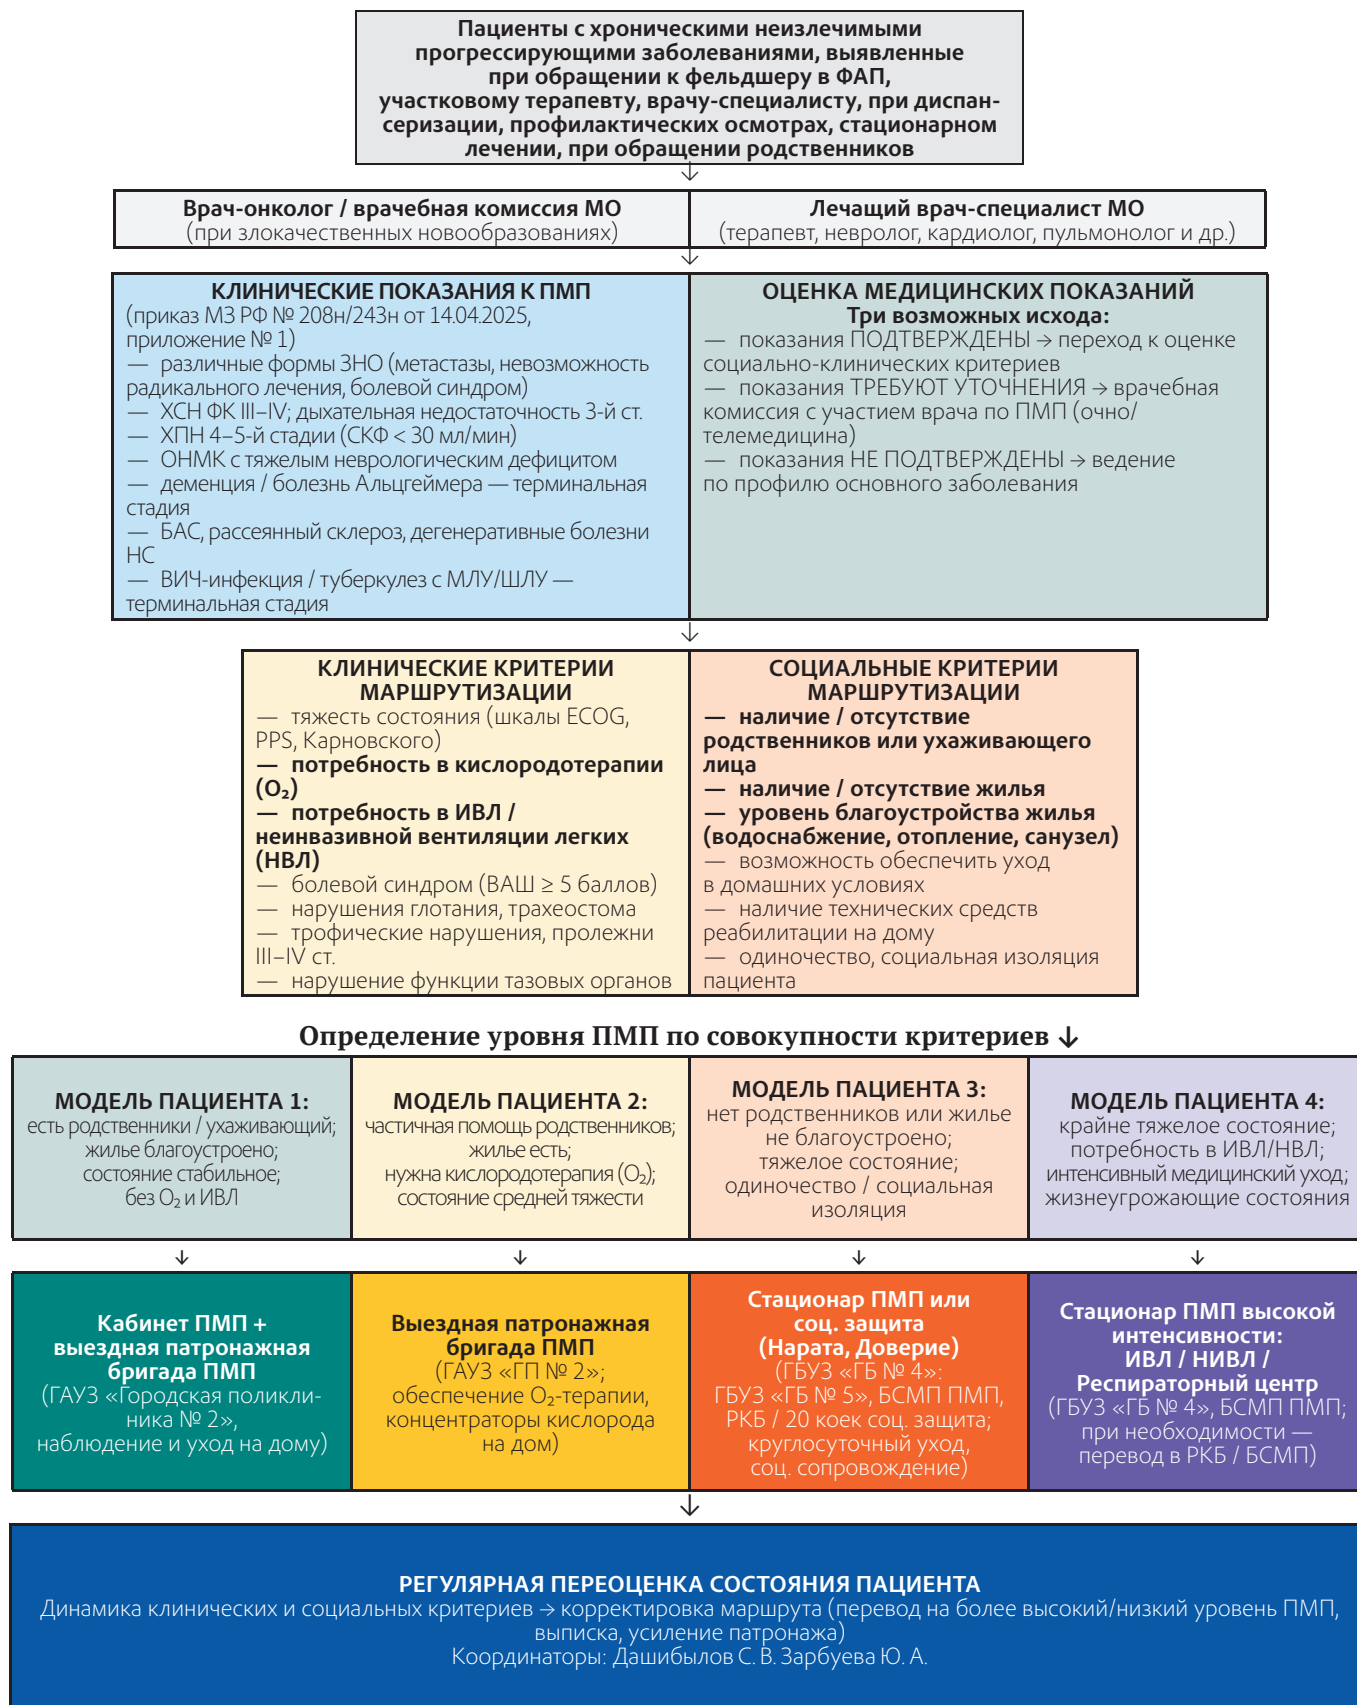 Пациенты с хроническими неизлечимыми
прогрессирующими заболеваниями, выявленные
при обращении к фельдшеру в ФАП,
участковому терапевту, врачу-специалисту, при диспан-
серизации, профилактических осмотрах, стационарном
лечении, при обращении родственников
↓
Врач-онколог / врачебная комиссия МО
(при злокачественных новообразованиях)
Лечащий врач-специалист МО
(терапевт, невролог, кардиолог, пульмонолог и др.)
↓
КЛИНИЧЕСКИЕ ПОКАЗАНИЯ К ПМП
(приказ МЗ РФ № 208н/243н от 14.04.2025,
приложение № 1)
— различные формы ЗНО (метастазы, невозможность
радикального лечения, болевой синдром)
— ХСН ФК III–IV; дыхательная недостаточность 3-й ст.
— ХПН 4–5-й стадии (СКФ < 30 мл/мин)
— ОНМК с тяжелым неврологическим дефицитом
— деменция / болезнь Альцгеймера — терминальная
стадия
— БАС, рассеянный склероз, дегенеративные болезни
НС
— ВИЧ-инфекция / туберкулез с МЛУ/ШЛУ —
терминальная стадия
ОЦЕНКА МЕДИЦИНСКИХ ПОКАЗАНИЙ
Три возможных исхода:
— показания ПОДТВЕРЖДЕНЫ → переход к оценке
социально-клинических критериев
— показания ТРЕБУЮТ УТОЧНЕНИЯ → врачебная
комиссия с участием врача по ПМП (очно/
телемедицина)
— показания НЕ ПОДТВЕРЖДЕНЫ → ведение
по профилю основного заболевания
↓
КЛИНИЧЕСКИЕ КРИТЕРИИ
МАРШРУТИЗАЦИИ
— тяжесть состояния (шкалы ECOG,
PPS, Карновского)
— потребность в кислородотерапии
(O₂)
— потребность в ИВЛ /
неинвазивной вентиляции легких
(НВЛ)
— болевой синдром (ВАШ ≥ 5 баллов)
— нарушения глотания, трахеостома
— трофические нарушения, пролежни
III–IV ст.
— нарушение функции тазовых органов
СОЦИАЛЬНЫЕ КРИТЕРИИ
МАРШРУТИЗАЦИИ
— наличие / отсутствие
родственников или ухаживающего
лица
— наличие / отсутствие жилья
— уровень благоустройства жилья
(водоснабжение, отопление, санузел)
— возможность обеспечить уход
в домашних условиях
— наличие технических средств
реабилитации на дому
— одиночество, социальная изоляция
пациента
Определение уровня ПМП по совокупности критериев ↓
МОДЕЛЬ ПАЦИЕНТА 1:
есть родственники / ухаживающий;
жилье благоустроено;
состояние стабильное;
без O₂ и ИВЛ
МОДЕЛЬ ПАЦИЕНТА 2:
частичная помощь родственников;
жилье есть;
нужна кислородотерапия (O₂);
состояние средней тяжести
МОДЕЛЬ ПАЦИЕНТА 3:
нет родственников или жилье
не благоустроено;
тяжелое состояние;
одиночество / социальная
изоляция
МОДЕЛЬ ПАЦИЕНТА 4:
крайне тяжелое состояние;
потребность в ИВЛ/НВЛ;
интенсивный медицинский уход;
жизнеугрожающие состояния
↓ ↓ ↓ ↓
Кабинет ПМП +
выездная патронажная
бригада ПМП
(ГАУЗ «Городская поликли-
ника № 2»,
наблюдение и уход на дому)
Выездная патронажная
бригада ПМП
(ГАУЗ «ГП № 2»;
обеспечение O₂-терапии,
концентраторы кислорода
на дом)
Стационар ПМП или
соц. защита
(Нарата, Доверие)
(ГБУЗ «ГБ № 4»:
ГБУЗ «ГБ № 5», БСМП ПМП,
РКБ / 20 коек соц. защита;
круглосуточный уход,
соц. сопровождение)
Стационар ПМП высокой
интенсивности:
ИВЛ / НИВЛ /
Респираторный центр
(ГБУЗ «ГБ № 4», БСМП ПМП;
при необходимости —
перевод в РКБ / БСМП)
↓
РЕГУЛЯРНАЯ ПЕРЕОЦЕНКА СОСТОЯНИЯ ПАЦИЕНТА
Динамика клинических и социальных критериев → корректировка маршрута (перевод на более высокий/низкий уровень ПМП,
выписка, усиление патронажа)
Координаторы: Дашибылов С. В. Зарбуева Ю. А.